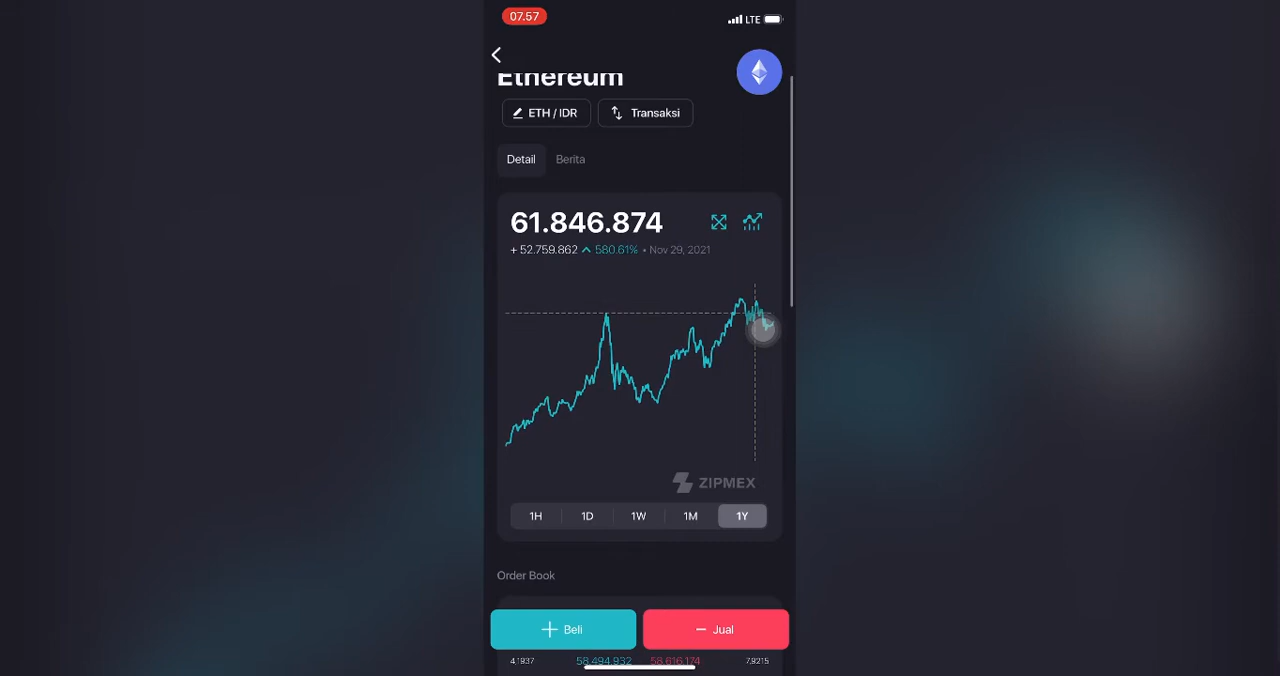 07.57
LTE
Ethereum
ETH / IDR
Transaksi
Detail
Berita
61.846.874
+ 52.759.862 580.61% • Nov 29, 2021
ZIPMEX
1H 1D 1W 1M 1Y
Order Book
+ Beli
− Jual
4.1937 58.494.932 58.616.174 7.9215